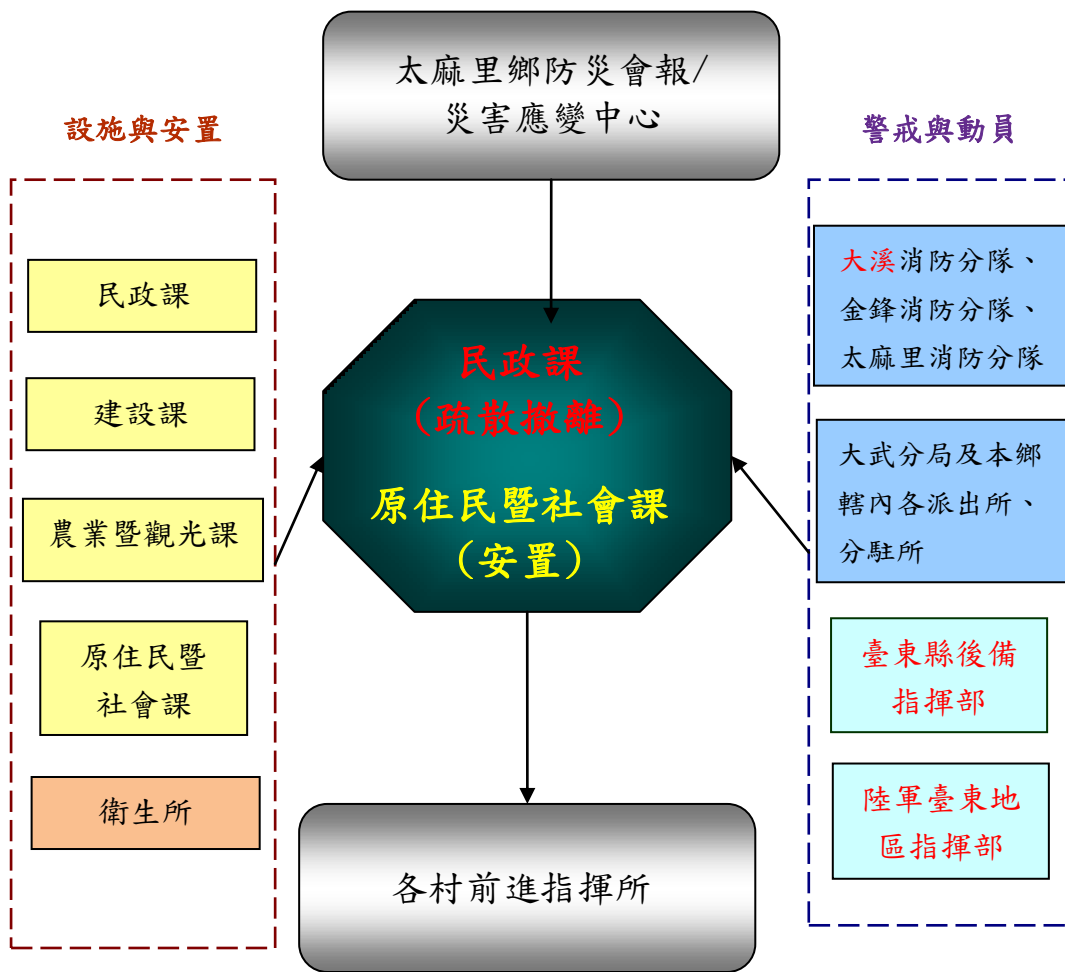 太麻里鄉防災會報/
災害應變中心
設施與安置
民政課
建設課
農業暨觀光課
原住民暨
社會課
衛生所
民政課
(疏散撤離)
原住民暨社會課
(安置)
警戒與動員
大溪消防分隊、
金鋒消防分隊、
太麻里消防分隊
大武分局及本鄉
轄內各派出所、
分駐所
臺東縣後備
指揮部
陸軍臺東地
區指揮部
各村前進指揮所